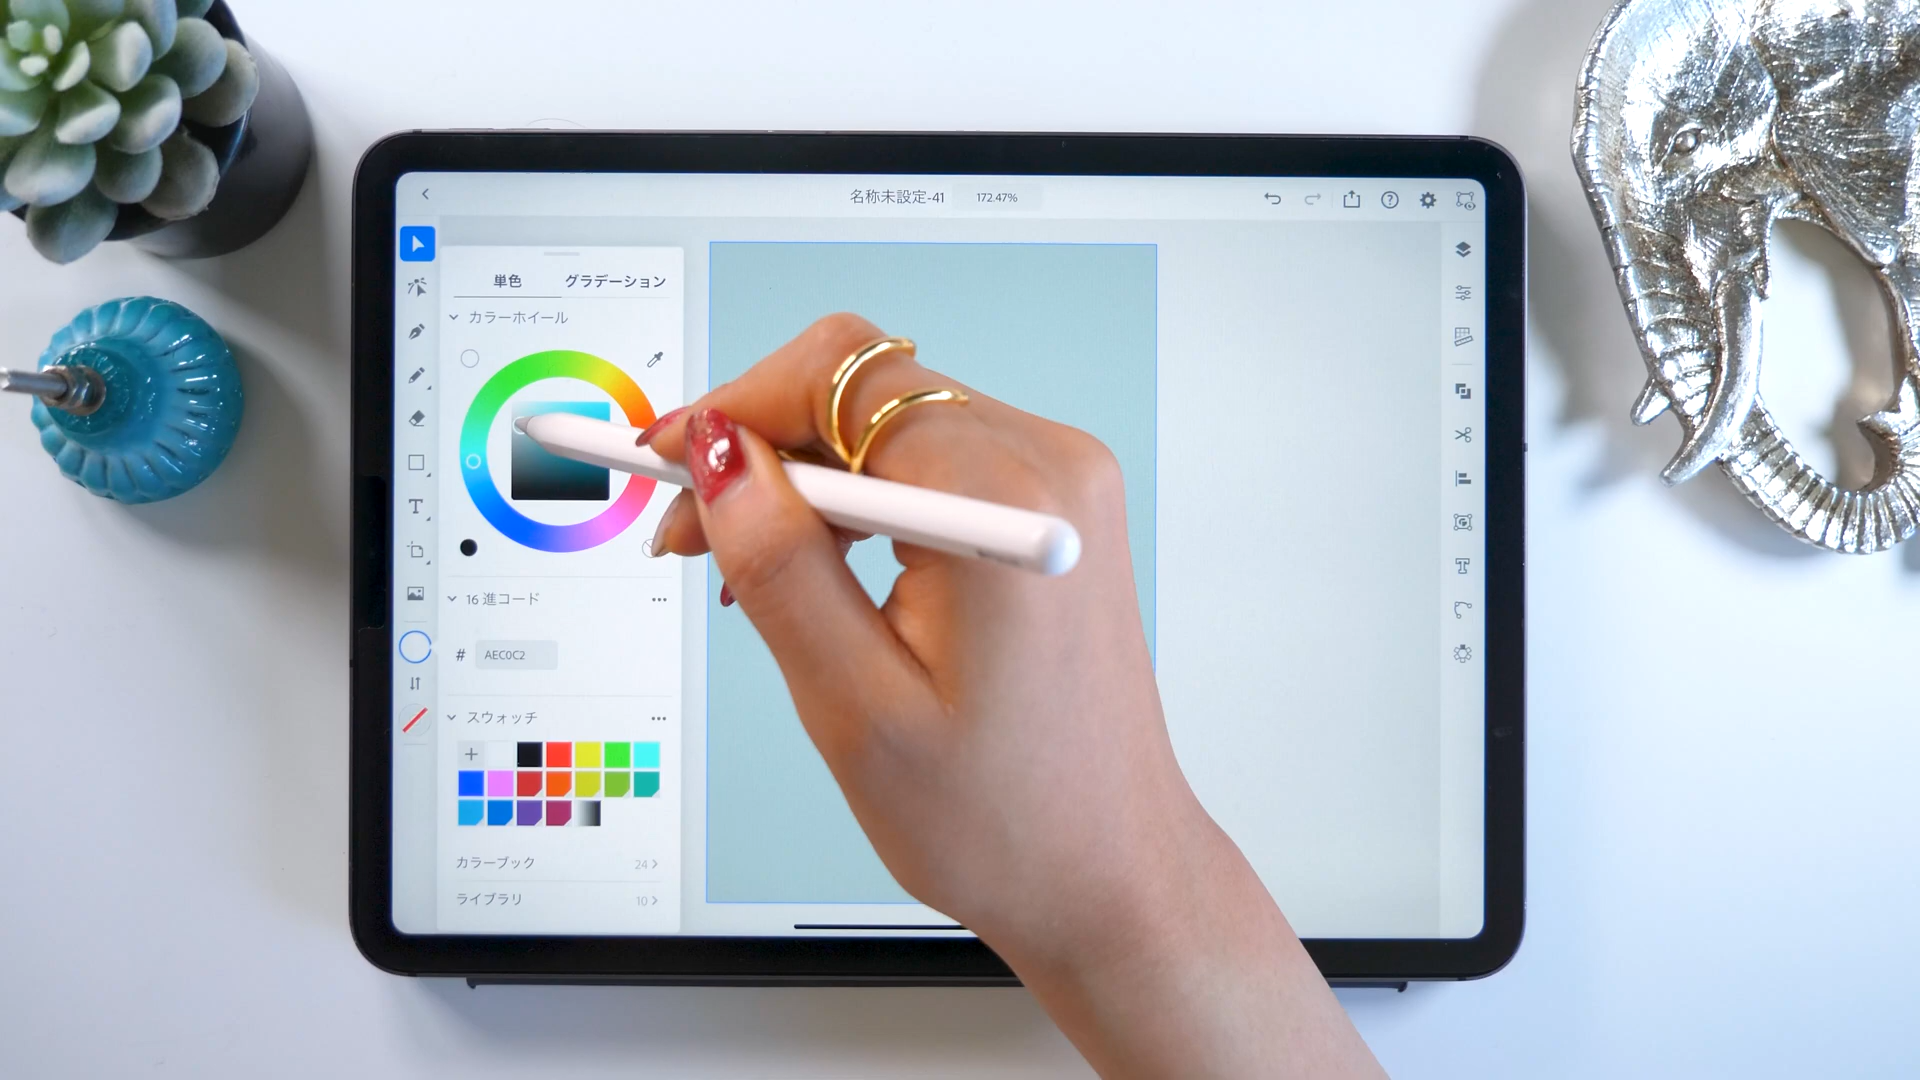 名称未設定-41 172.47%
単色 グラデーション
カラーホイール
16 進コード
# AEC0C2
スウォッチ
カラーブック 24
ライブラリ 10